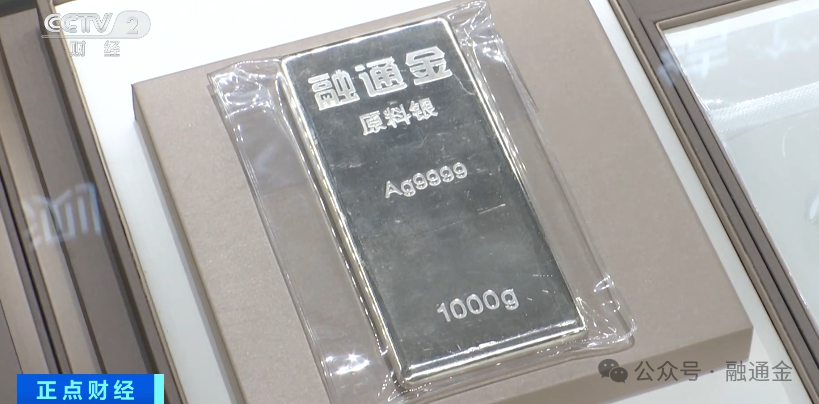 CCTV 2
财经
融通金
原料银
Ag9999
1000g
正点财经
公众号·融通金